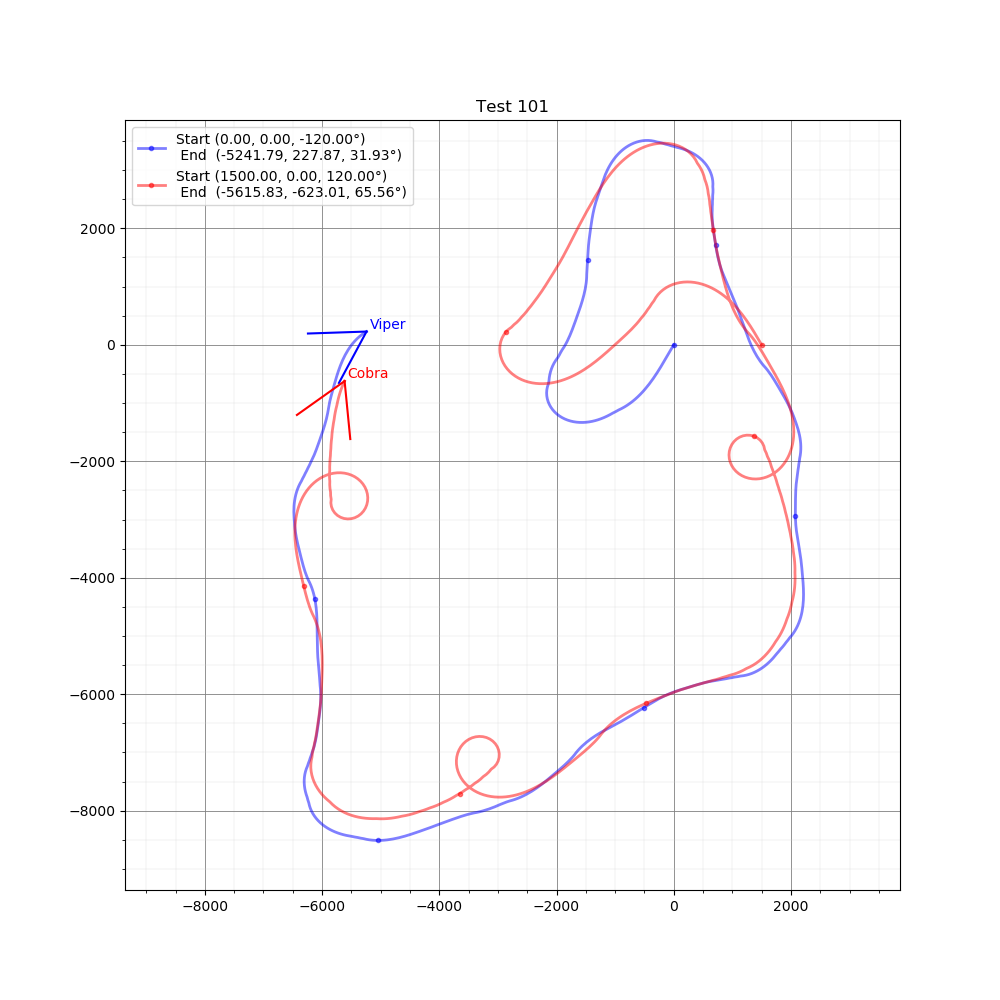 Test 101
Start (0.00, 0.00, -120.00°)
End (-5241.79, 227.87, 31.93°)
Start (1500.00, 0.00, 120.00°)
End (-5615.83, -623.01, 65.56°)
2000
0
−2000
−4000
−6000
−8000
Viper
Cobra
−8000 −6000 −4000 −2000 0 2000